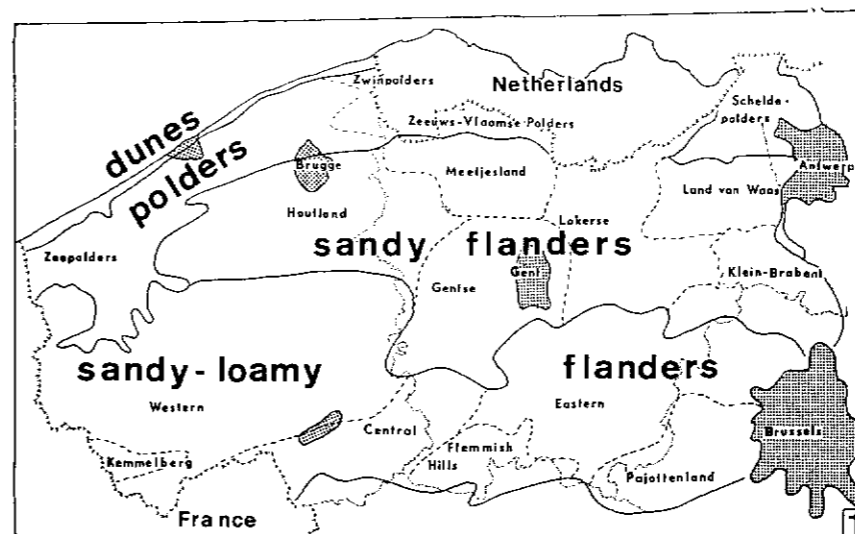 Netherlands
Zwinpolders
Schelde-
polders
dunes
polders
Zeeuws-Vlaamse Polders
Brugge
Meetjesland
Antwerp
Land van Waas
Houtland
Lokerse
sandy flanders
Zeepolders
Gent
Klein-Brabant
Gentse
sandy-loamy flanders
Western
Eastern
Central
Brussels
Flemmish
Hills
Kemmelberg
Pajottenland
France